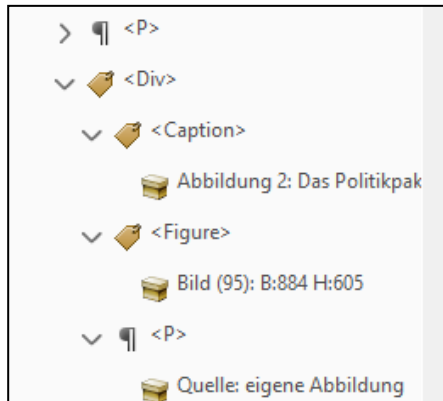 <P>
<Div>
<Caption>
Abbildung 2: Das Politikpak
<Figure>
Bild (95): B:884 H:605
<P>
Quelle: eigene Abbildung